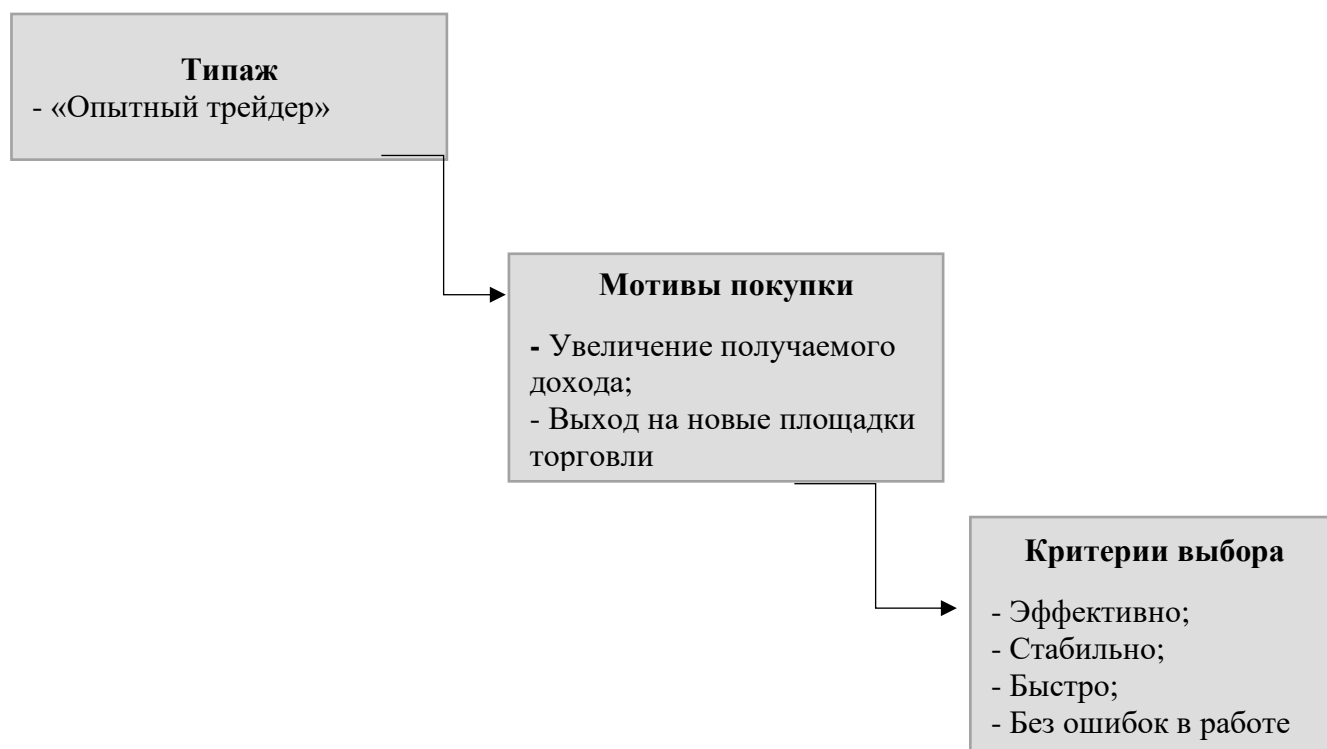 Типаж
- «Опытный трейдер»
Мотивы покупки
- Увеличение получаемого
дохода;
- Выход на новые площадки
торговли
Критерии выбора
- Эффективно;
- Стабильно;
- Быстро;
- Без ошибок в работе